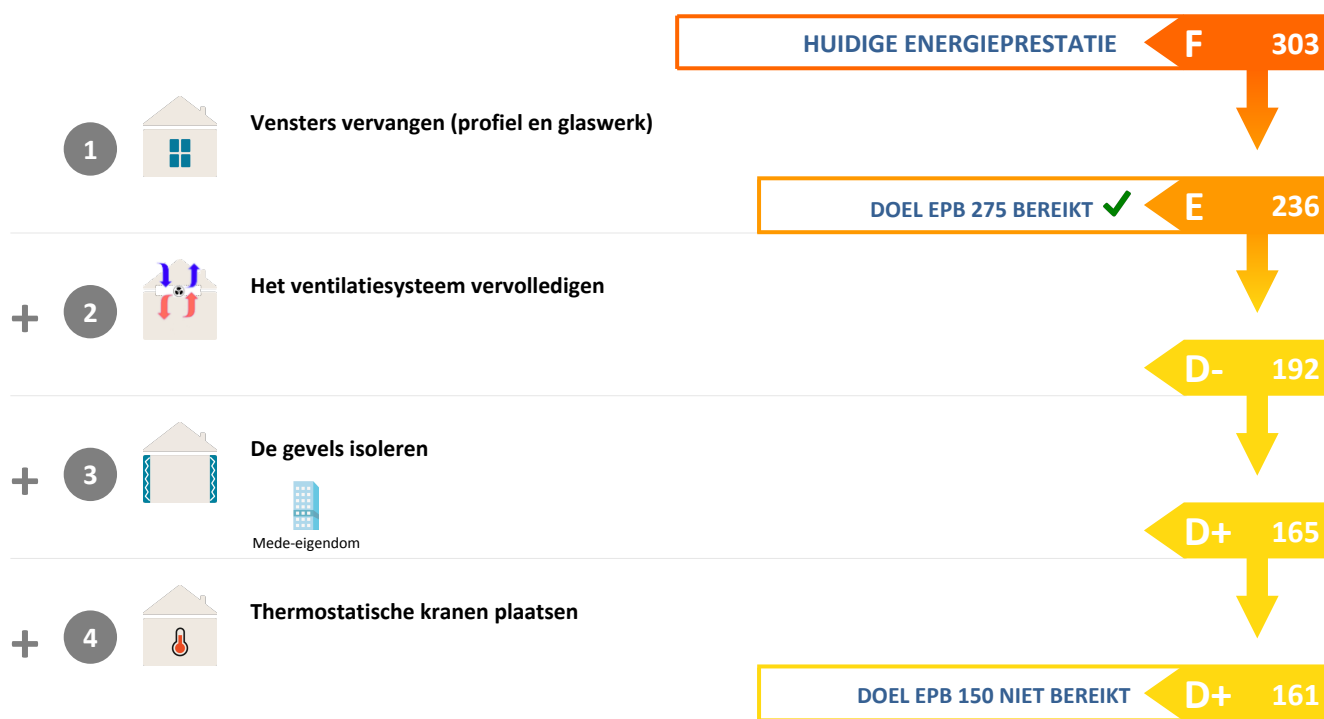 HUIDIGE ENERGIEPRESTATIE F 303
1 Vensters vervangen (profiel en glaswerk)
DOEL EPB 275 BEREIKT E 236
+ 2 Het ventilatiesysteem vervolledigen
D- 192
+ 3 De gevels isoleren
Mede-eigendom
D+ 165
+ 4 Thermostatische kranen plaatsen
DOEL EPB 150 NIET BEREIKT D+ 161